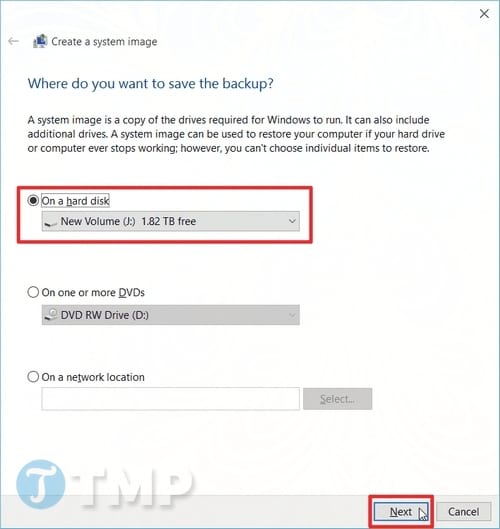 Create a system image
Where do you want to save the backup?
A system image is a copy of the drives required for Windows to run. It can also include
additional drives. A system image can be used to restore your computer if your hard drive
or computer ever stops working; however, you can't choose individual items to restore.
On a hard disk
New Volume (J:) 1.82 TB free
On one or more DVDs
DVD RW Drive (D:)
On a network location
Select...
T TMP
Next Cancel